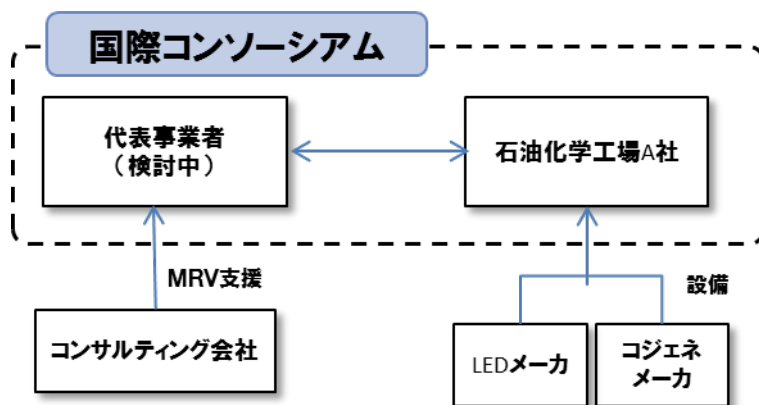 国際コンソーシアム
代表事業者
（検討中）
石油化学工場A社
MRV支援
設備
コンサルティング会社
LEDメーカ
コジェネ
メーカ